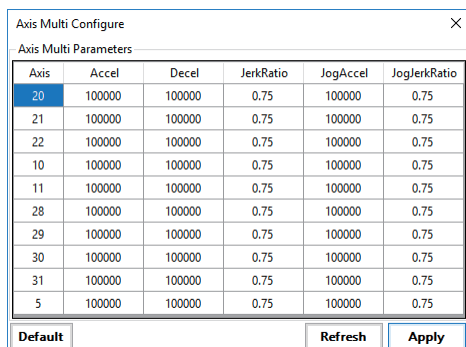 Axis Multi Configure
Axis Multi Parameters
Axis Accel Decel JerkRatio JogAccel JogJerkRatio
20 100000 100000 0.75 100000 0.75
21 100000 100000 0.75 100000 0.75
22 100000 100000 0.75 100000 0.75
10 100000 100000 0.75 100000 0.75
11 100000 100000 0.75 100000 0.75
28 100000 100000 0.75 100000 0.75
29 100000 100000 0.75 100000 0.75
30 100000 100000 0.75 100000 0.75
31 100000 100000 0.75 100000 0.75
5 100000 100000 0.75 100000 0.75
Default Refresh Apply